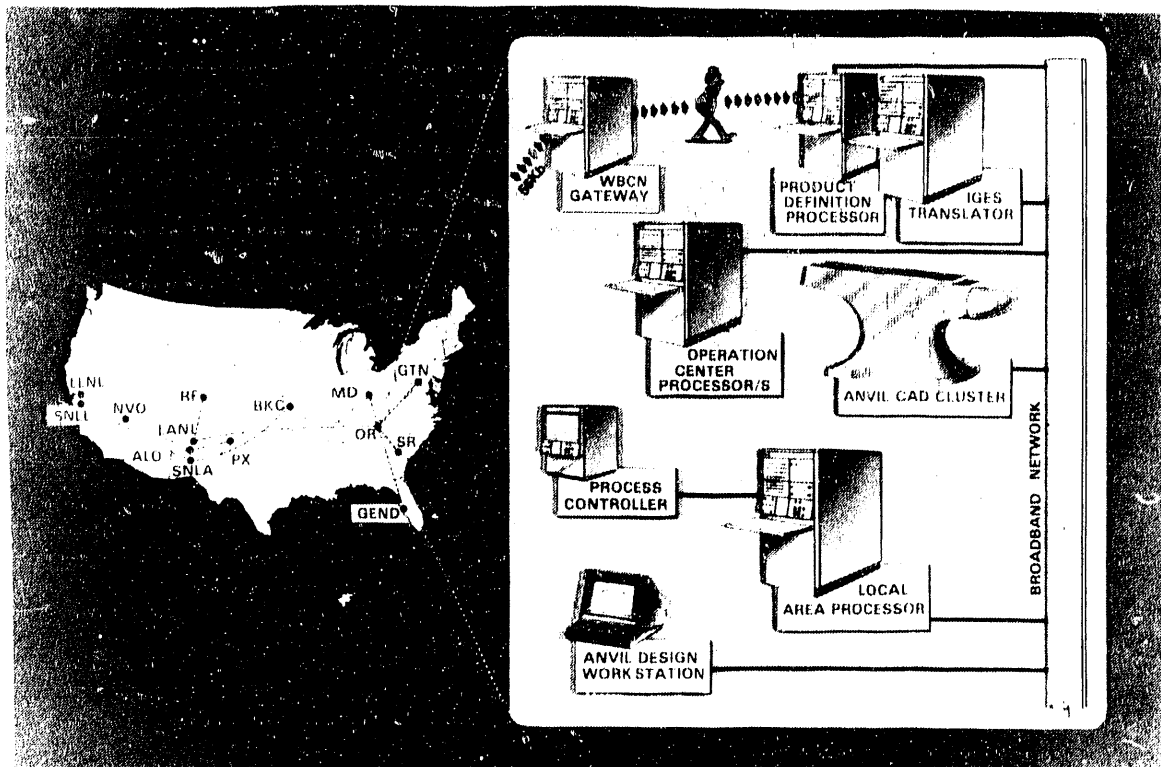 LLNL
SNLL
NVO
RF
LANL
ALO
SNLA
PX
BKC
MD
OR
GTN
SR
GEND
56Kb
WBCN
GATEWAY
PRODUCT
DEFINITION
PROCESSOR
IGES
TRANSLATOR
OPERATION
CENTER
PROCESSOR/S
ANVIL CAD CLUSTER
PROCESS
CONTROLLER
LOCAL
AREA PROCESSOR
ANVIL DESIGN
WORKSTATION
BROADBAND NETWORK